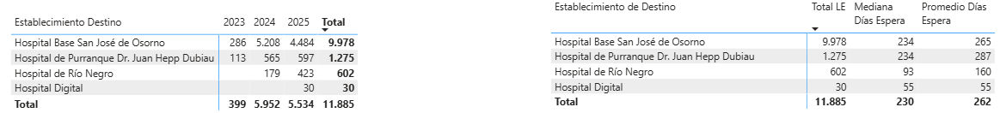 Establecimiento Destino 2023 2024 2025 Total
Hospital Base San José de Osorno 286 5.208 4.484 9.978
Hospital de Purranque Dr. Juan Hepp Dubiau 113 565 597 1.275
Hospital de Río Negro 179 423 602
Hospital Digital 30 30
Total 399 5.952 5.534 11.885
Establecimiento de Destino Total LE Mediana Promedio Días
Días Espera Espera
Hospital Base San José de Osorno 9.978 234 265
Hospital de Purranque Dr. Juan Hepp Dubiau 1.275 234 287
Hospital de Río Negro 602 93 160
Hospital Digital 30 55 55
Total 11.885 230 262